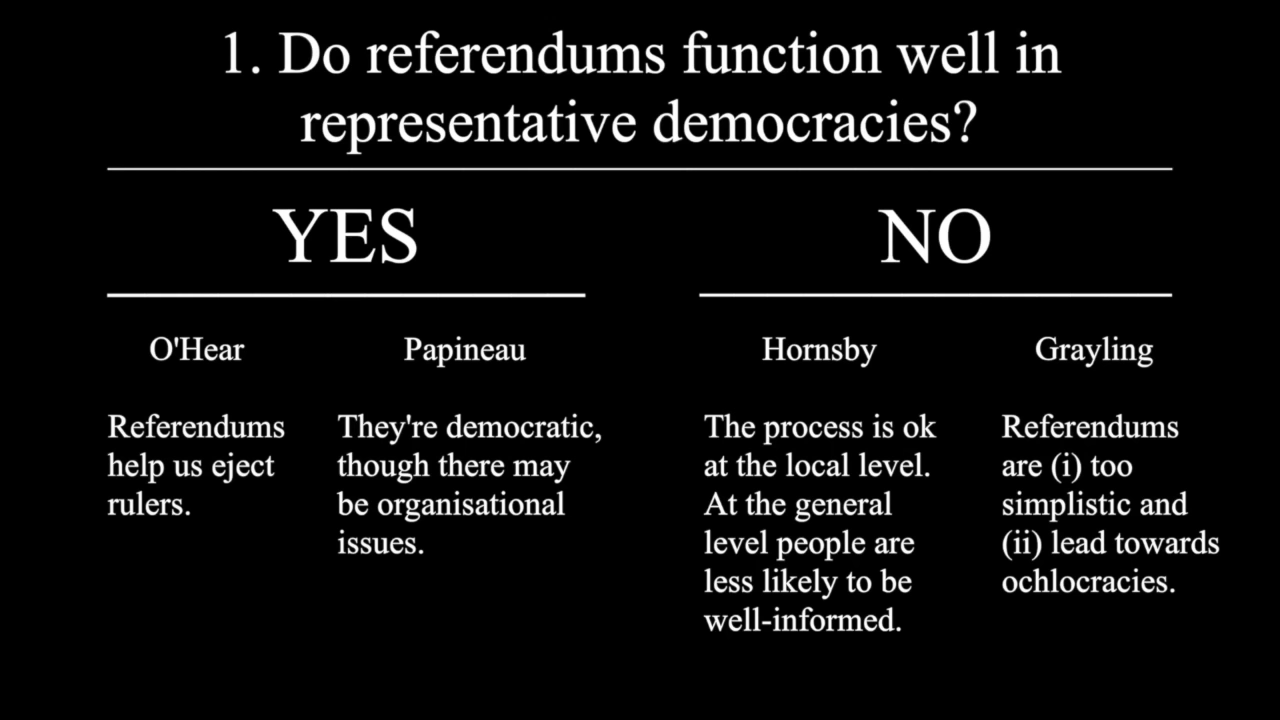 1. Do referendums function well in
representative democracies?
YES
NO
O'Hear
Referendums
help us eject
rulers.
Papineau
They're democratic,
though there may
be organisational
issues.
Hornsby
The process is ok
at the local level.
At the general
level people are
less likely to be
well-informed.
Grayling
Referendums
are (i) too
simplistic and
(ii) lead towards
ochlocracies.